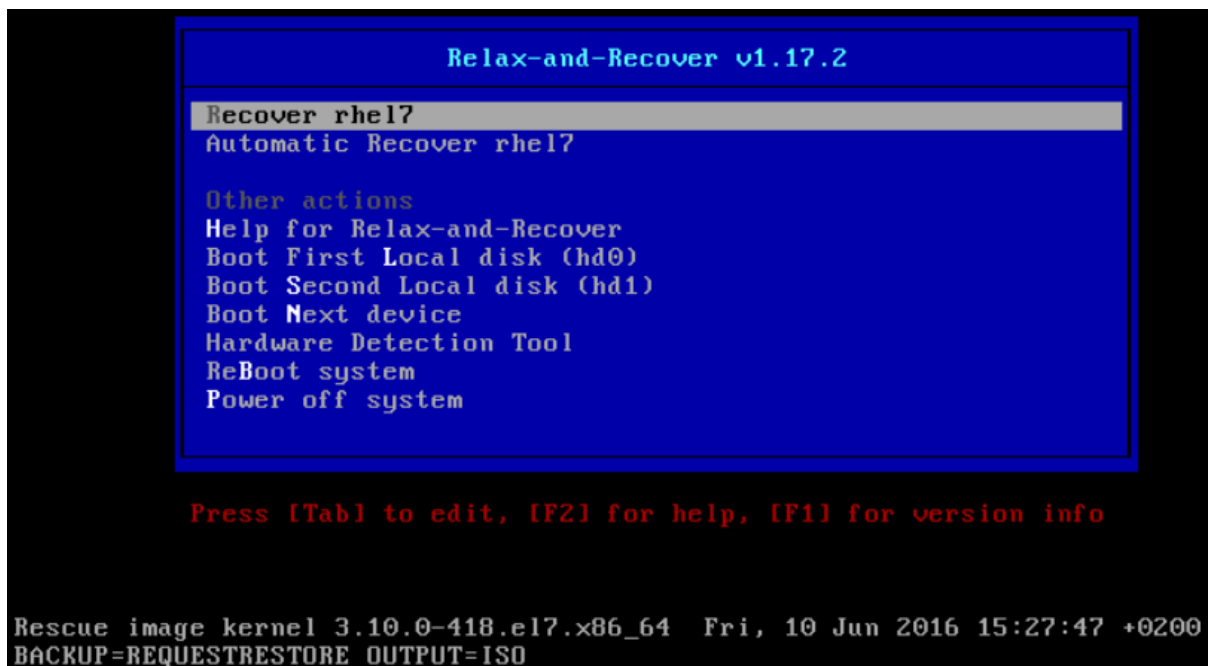 Relax-and-Recover v1.17.2
Recover rhel7
Automatic Recover rhel7
Other actions
Help for Relax-and-Recover
Boot First Local disk (hd0)
Boot Second Local disk (hd1)
Boot Next device
Hardware Detection Tool
ReBoot system
Power off system
Press [Tab] to edit, [F2] for help, [F1] for version info
Rescue image kernel 3.10.0-418.el7.x86_64 Fri, 10 Jun 2016 15:27:47 +0200
BACKUP=REQUESTRESTORE OUTPUT=ISO